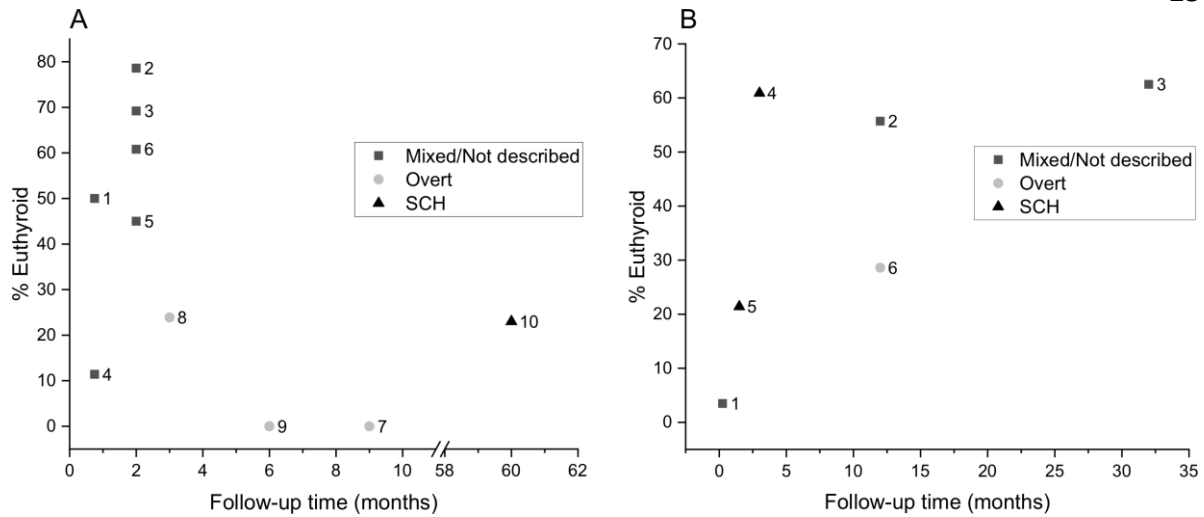 A
% Euthyroid
80
70
60
50
40
30
20
10
0
2
3
6
1
5
8
4
9
7
10
Mixed/Not described
Overt
SCH
0 2 4 6 8 10 58 60 62
Follow-up time (months)
B
% Euthyroid
70
60
50
40
30
20
10
0
3
4
2
6
5
1
Mixed/Not described
Overt
SCH
0 5 10 15 20 25 30 35
Follow-up time (months)